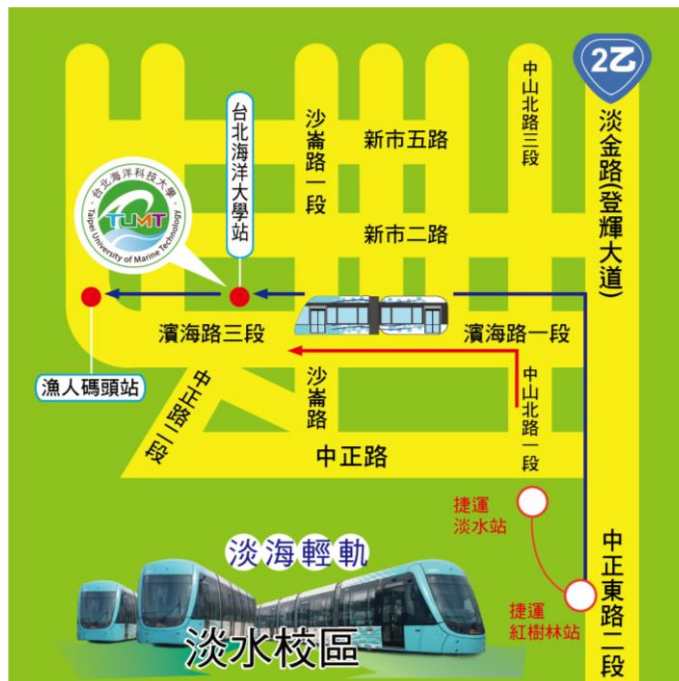 2乙
淡金路(登輝大道)
中山北路三段
沙崙路一段
新市五路
台北海洋大學站
台北海洋科技大學
TUMT
Taipei University of Marine Technology
新市二路
濱海路三段
濱海路一段
漁人碼頭站
中正路二段
沙崙路
中山北路一段
中正路
捷運
淡水站
捷運
紅樹林站
中正東路二段
淡海輕軌
淡水校區